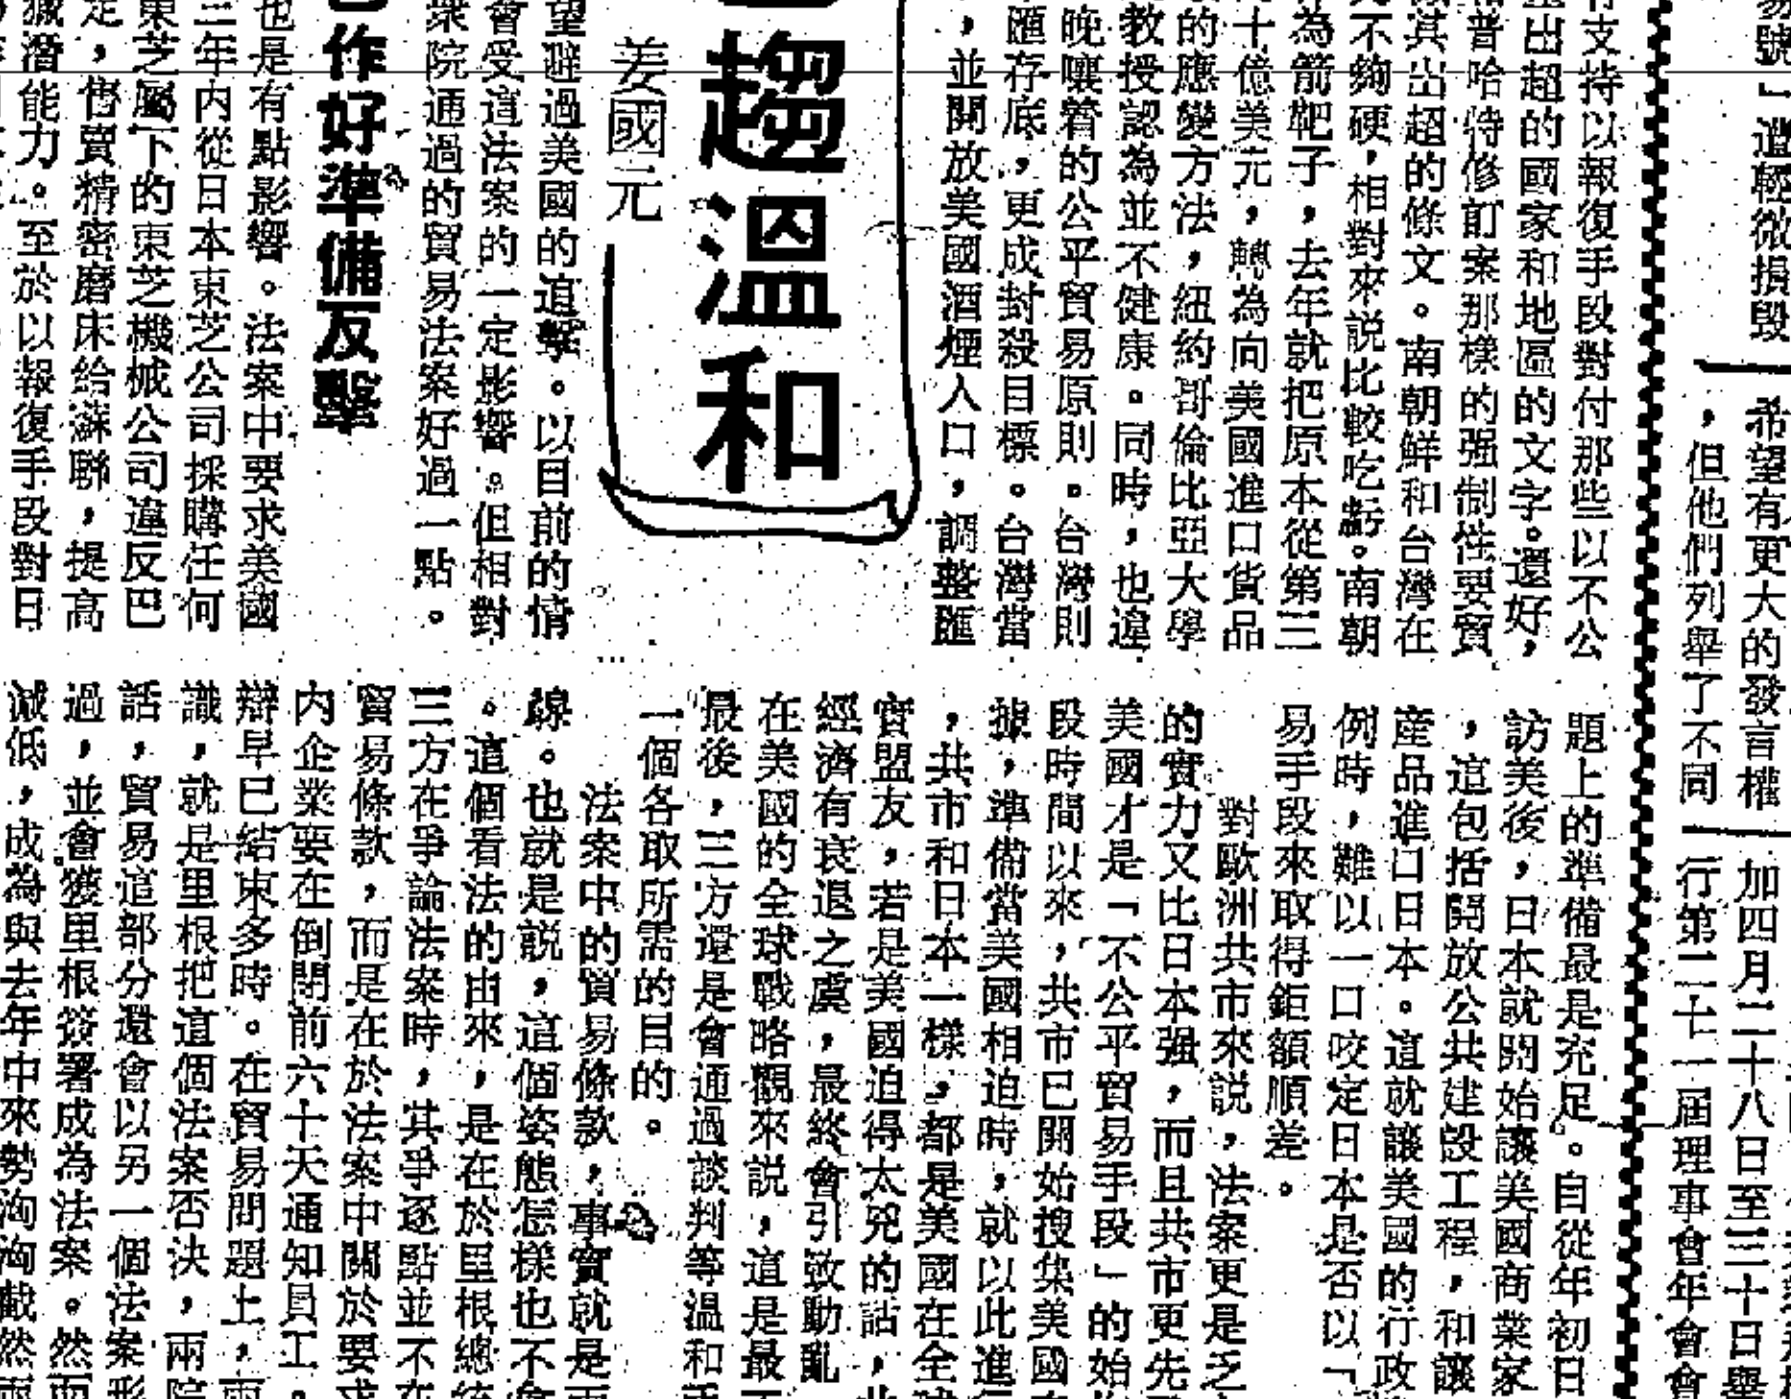 易號」遭輕微損毀
希望有更大的發言權
，但他們列舉了不同
加四月二十八日至三十日舉
行第二十一屆理事會年會會
支持以報復手段對付那些以不公
出超的國家和地區的文字。還好，
普哈特修訂案那樣的强制性要貿
其出超的條文。南朝鮮和台灣在
不夠硬，相對來説比較吃虧。南朝
為箭靶子，去年就把原本從第三
十億美元，轉為向美國進口貨品
的應變方法，紐約哥倫比亞大學
教授認為並不健康。同時，也違
晚嚷着的公平貿易原則。台灣則
匯存底，更成封殺目標。台灣當
，並開放美國酒煙入口，調整匯
趨溫和
姜國元
望避過美國的追擊。以目前的情
會受這法案的一定影響。但相對
衆院通過的貿易法案好過一點。
作好準備反擊
也是有點影響。法案中要求美國
三年内從日本東芝公司採購任何
東芝屬下的東芝機械公司違反巴
定，售賣精密磨床給蘇聯，提高
潛能力。至於以報復手段對日
題上的準備最是充足。自從年初日
訪美後，日本就開始讓美國商業家
，這包括開放公共建設工程，和讓
産品進口日本。這就讓美國的行政
例時，難以一口咬定日本是否以「
易手段來取得鉅額順差。
對歐洲共市來説，法案更是乏
的實力又比日本强，而且共市更先
美國才是「不公平貿易手段」的始
段時間以來，共市已開始搜集美國
據，準備當美國相迫時，就以此進
，共市和日本一樣，都是美國在全
實盟友，若是美國迫得太兇的話，
經濟有衰退之虞，最終會引致動亂
在美國的全球戰略觀來説，這是最
最後，三方還是會通過談判等溫和
一個各取所需的目的。
法案中的貿易條款，事實就是
線。也就是説，這個姿態怎樣也不
。這個看法的由來，是在於里根總統
三方在爭論法案時，其爭逐點並不在
貿易條款，而是在於法案中關於要求
内企業要在倒閉前六十天通知員工。
辯早已結束多時。在貿易問題上，兩
識，就是里根把這個法案否決，兩院
話，貿易這部分還會以另一個法案形
過，並會獲里根簽署成為法案。然而
減低，成為與去年中來勢洶洶截然